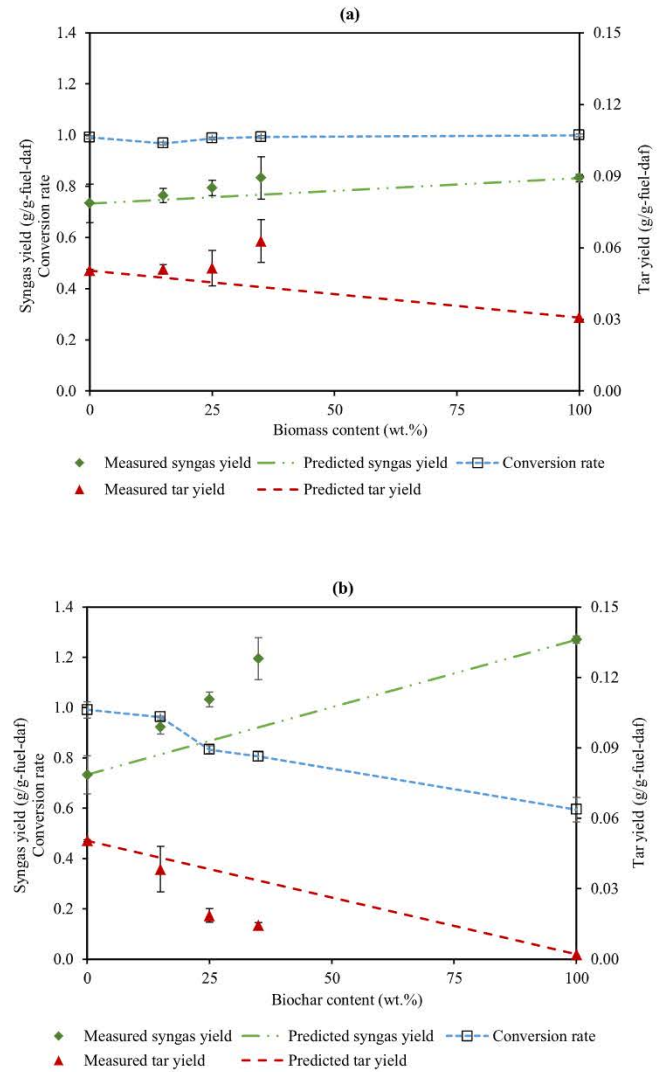 (a)
1.4
1.2
1.0
0.8
0.6
0.4
0.2
0.0
Syngas yield (g/g-fuel-daf)
Conversion rate
0.15
0.12
0.09
0.06
0.03
0.00
Tar yield (g/g-fuel-daf)
0 25 50 75 100
Biomass content (wt.%)
Measured syngas yield Predicted syngas yield Conversion rate
Measured tar yield Predicted tar yield
(b)
1.4
1.2
1.0
0.8
0.6
0.4
0.2
0.0
Syngas yield (g/g-fuel-daf)
Conversion rate
0.15
0.12
0.09
0.06
0.03
0.00
Tar yield (g/g-fuel-daf)
0 25 50 75 100
Biochar content (wt.%)
Measured syngas yield Predicted syngas yield Conversion rate
Measured tar yield Predicted tar yield